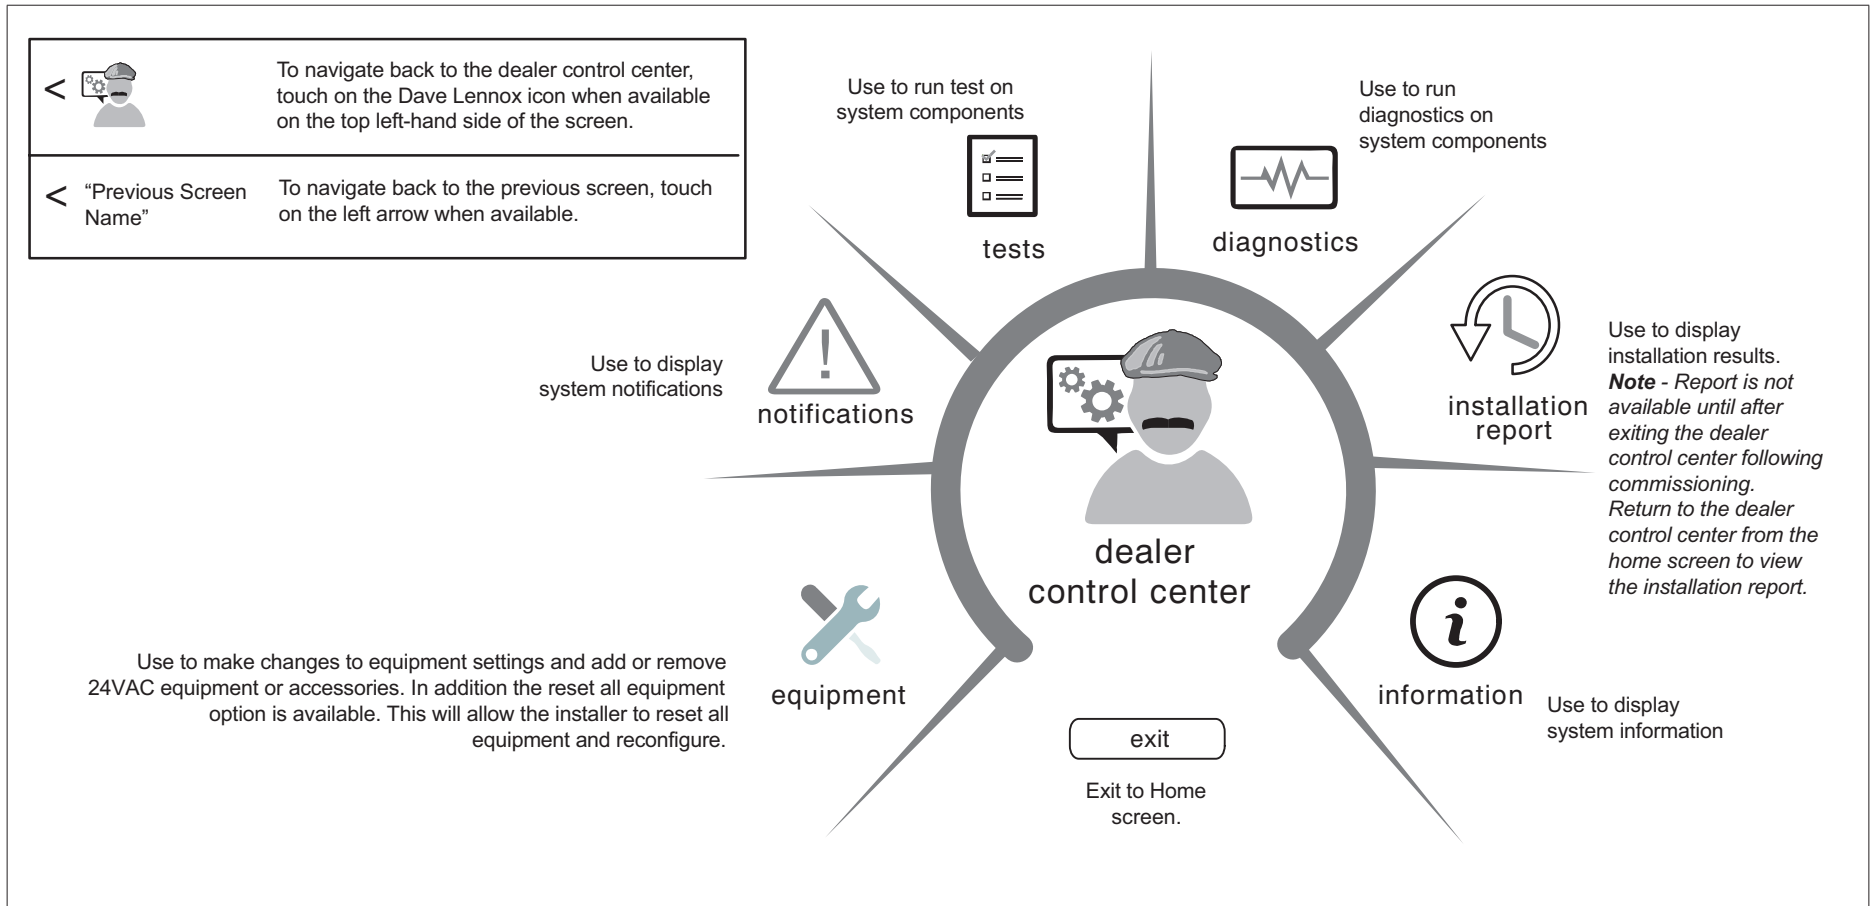 <
To navigate back to the dealer control center,
touch on the Dave Lennox icon when available
on the top left-hand side of the screen.
< “Previous Screen
Name”
To navigate back to the previous screen, touch
on the left arrow when available.
Use to run test on
system components
tests
Use to run
diagnostics on
system components
diagnostics
Use to display
system notifications
!
notifications
installation
report
Use to display
installation results.
Note - Report is not
available until after
exiting the dealer
control center following
commissioning.
Return to the dealer
control center from the
home screen to view
the installation report.
dealer
control center
Use to make changes to equipment settings and add or remove
24VAC equipment or accessories. In addition the reset all equipment
option is available. This will allow the installer to reset all
equipment and reconfigure.
equipment
i
information
Use to display
system information
exit
Exit to Home
screen.